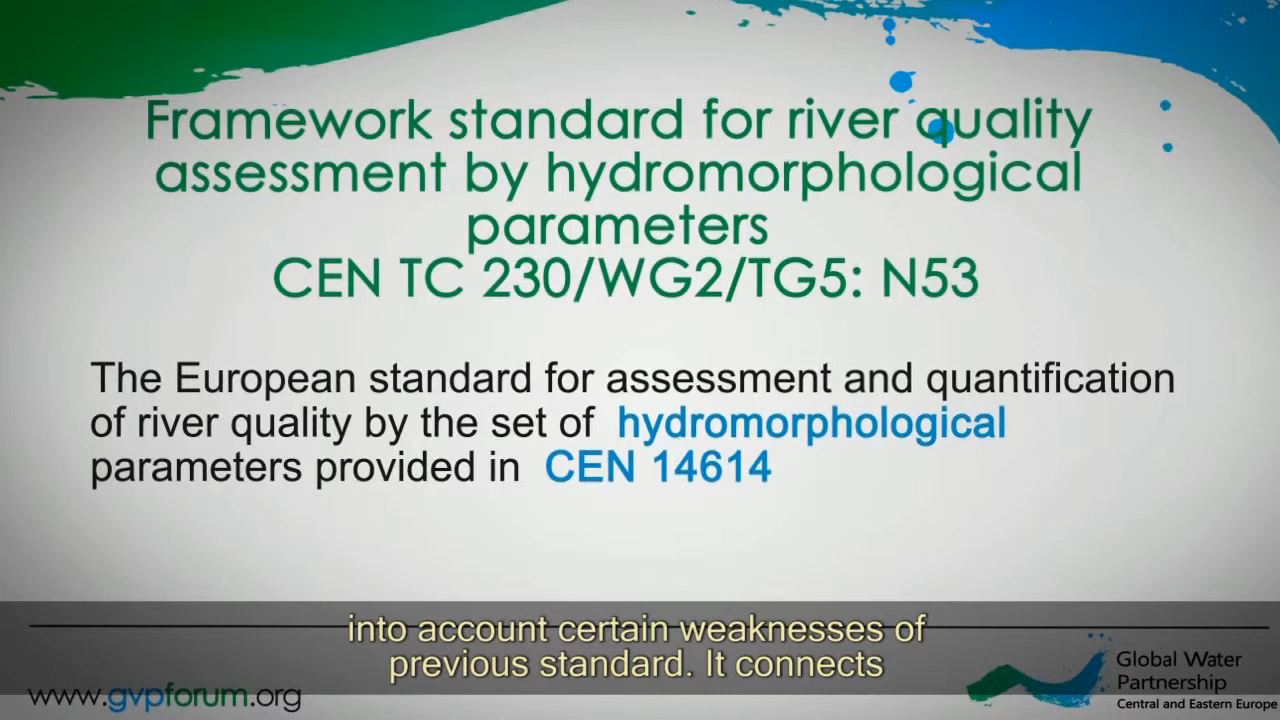 Framework standard for river quality
assessment by hydromorphological
parameters
CEN TC 230/WG2/TG5: N53
The European standard for assessment and quantification
of river quality by the set of hydromorphological
parameters provided in CEN 14614
into account certain weaknesses of
previous standard. It connects
www.gvpforum.org
Global Water
Partnership
Central and Eastern Europe